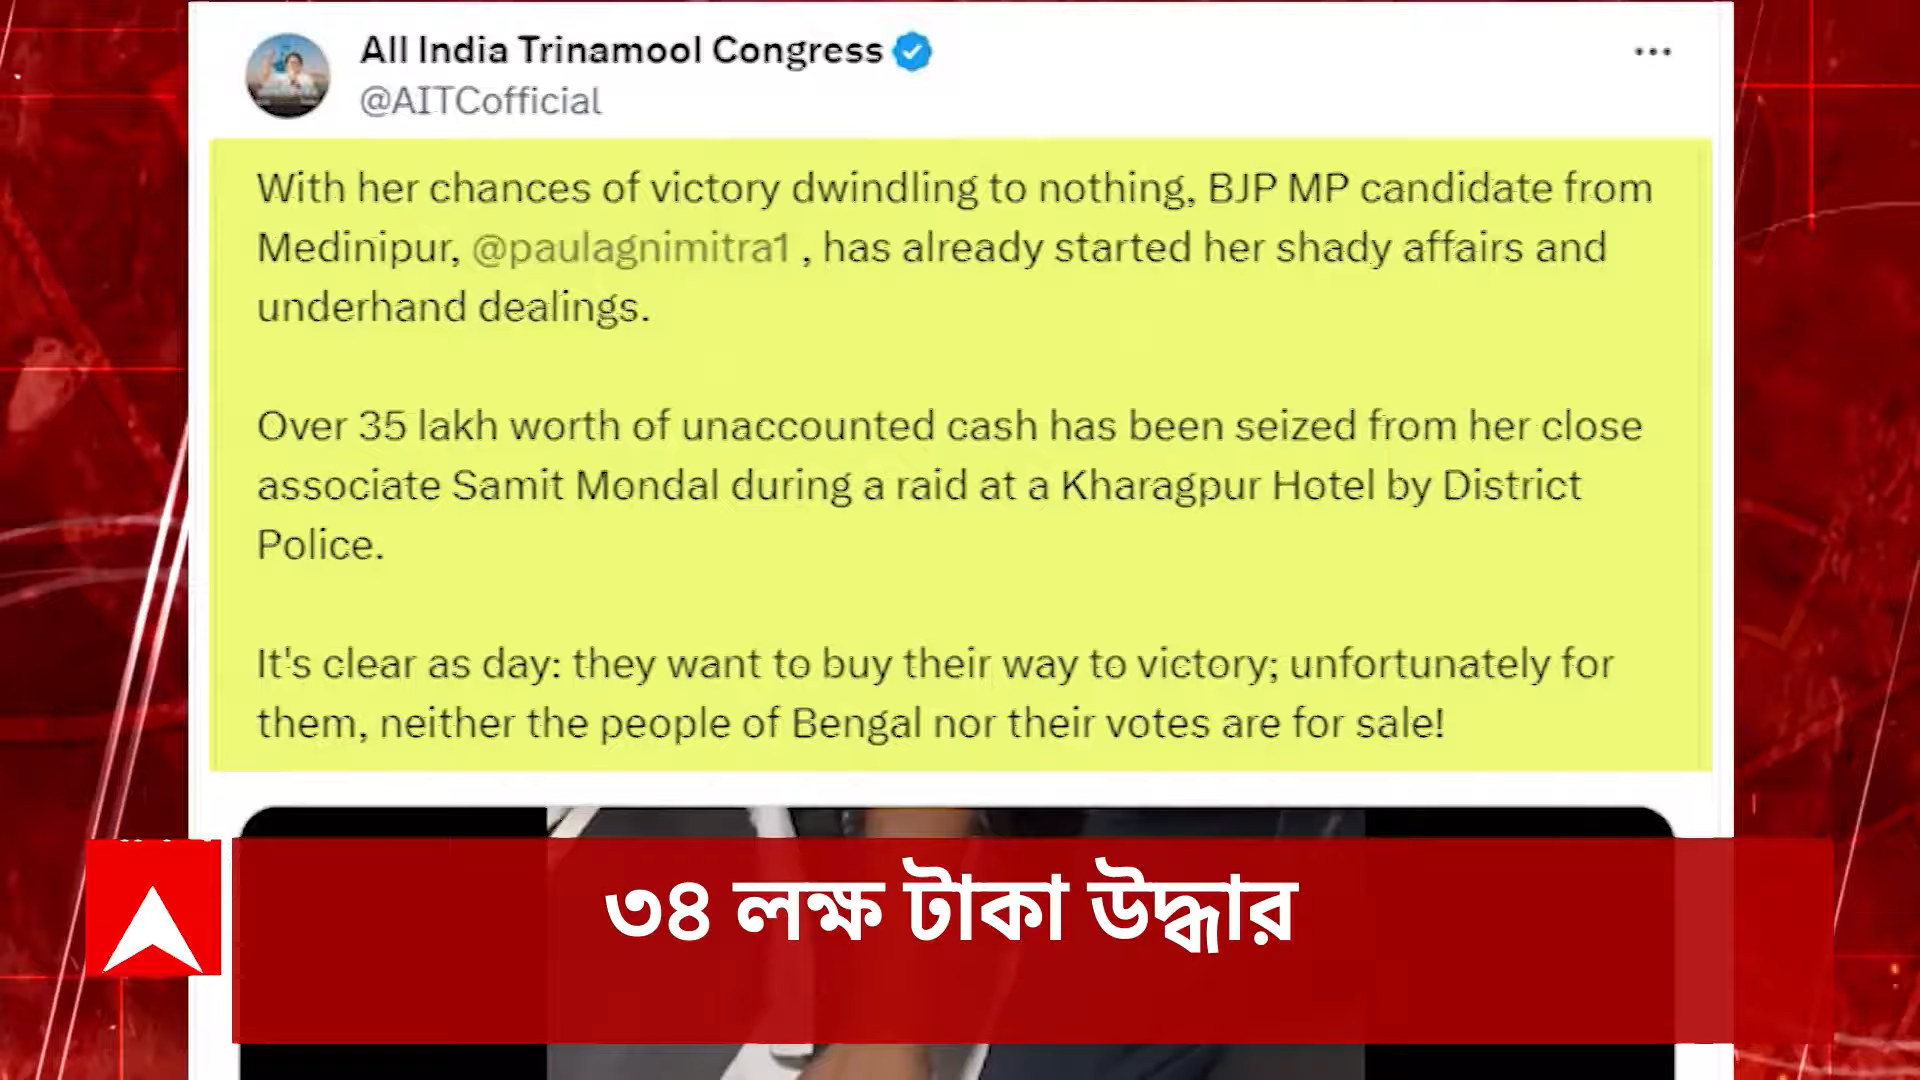 All India Trinamool Congress
@AITCofficial
With her chances of victory dwindling to nothing, BJP MP candidate from
Medinipur, @paulagnimitra1 , has already started her shady affairs and
underhand dealings.
Over 35 lakh worth of unaccounted cash has been seized from her close
associate Samit Mondal during a raid at a Kharagpur Hotel by District
Police.
It's clear as day: they want to buy their way to victory; unfortunately for
them, neither the people of Bengal nor their votes are for sale!
৩৪ লক্ষ টাকা উদ্ধার